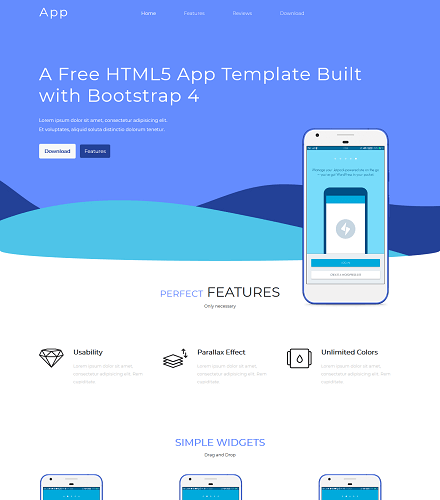 App
Home Features Reviews Download
A Free HTML5 App Template Built
with Bootstrap 4
Lorem ipsum dolor sit amet, consectetur adipisicing elit.
Et voluptates, aliquid soluta distinctio dolorum tenetur.
Download Features
PERFECT FEATURES
Only necessary
Usability
Lorem ipsum dolor sit amet,
consectetur adipisicing elit. Nam
cupiditate.
Parallax Effect
Lorem ipsum dolor sit amet,
consectetur adipisicing elit. Nam
cupiditate.
Unlimited Colors
Lorem ipsum dolor sit amet,
consectetur adipisicing elit. Nam
cupiditate.
SIMPLE WIDGETS
Drag and Drop